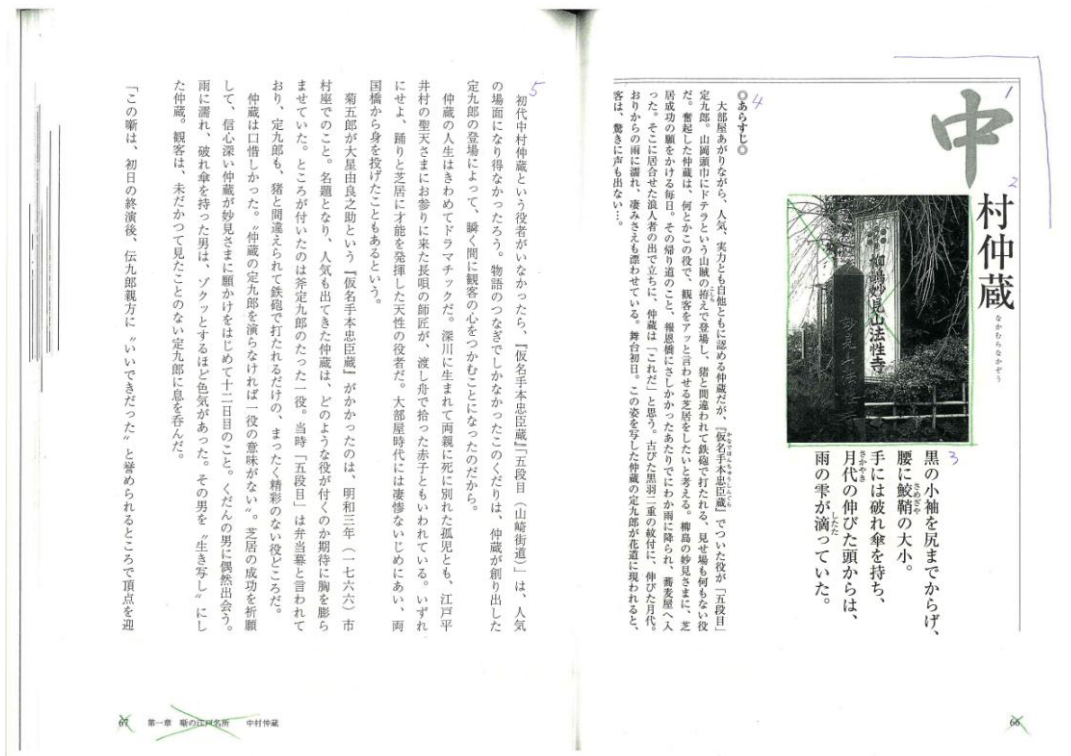 中
村仲蔵
なかむらなかぞう
柳嶋妙見山法性寺
黒の小袖を尻までからげ、
腰に鮫鞘の大小。
手には破れ傘を持ち、
月代の伸びた頭からは、
雨の雫が滴っていた。
◎あらすじ◎
大部屋あがりながら、人気、実力とも自他ともに認める仲蔵だが、『仮名手本忠臣蔵』でついた役が「五段目」
定九郎。山岡頭巾にドテラという山賊の拵えで登場し、猪と間違われて鉄砲で打たれる、見せ場も何もない役
だ。奮起した仲蔵は、何とかこの役で、観客をアッと言わせる芝居をしたいと考える。柳島の妙見さまに、芝
居成功の願をかける毎日。その帰り道のこと、報恩橋にさしかかったあたりでにわか雨に降られ、蕎麦屋へ入
った。そこに居合せた浪人者の出で立ちに、仲蔵は「これだ」と思う。古びた黒羽二重の紋付に、伸びた月代。
おりからの雨に濡れ、凄みさえも漂わせている。舞台初日。この姿を写した仲蔵の定九郎が花道に現われると、
客は、驚きに声も出ない…。
66
初代中村仲蔵という役者がいなかったら、『仮名手本忠臣蔵』「五段目(山崎街道)」は、人気
の場面になり得なかったろう。物語のつなぎでしかなかったこのくだりは、仲蔵が創り出した
定九郎の登場によって、瞬く間に観客の心をつかむことになったのだから。
仲蔵の人生はきわめてドラマチックだ。深川に生まれて両親に死に別れた孤児とも、江戸平
井村の聖天さまにお参りに来た長唄の師匠が、渡し舟で拾った赤子ともいわれている。いずれ
にせよ、踊りと芝居に才能を発揮した天性の役者だ。大部屋時代には凄惨ないじめにあい、両
国橋から身を投げたこともあるという。
菊五郎が大星由良之助という『仮名手本忠臣蔵』がかかったのは、明和三年(一七六六)市
村座でのこと。名題となり、人気も出てきた仲蔵は、どのような役が付くのか期待に胸を膨ら
ませていた。ところが付いたのは斧定九郎のたった一役。当時「五段目」は弁当幕と言われて
おり、定九郎も、猪と間違えられて鉄砲で打たれるだけの、まったく精彩のない役どころだ。
仲蔵は口惜しかった。〝仲蔵の定九郎を演らなければ一役の意味がない〟。芝居の成功を祈願
して、信心深い仲蔵が妙見さまに願かけをはじめて十二日目のこと。くだんの男に偶然出会う。
雨に濡れ、破れ傘を持った男は、ゾクッとするほど色気があった。その男を〝生き写し〟にし
た仲蔵。観客は、未だかつて見たことのない定九郎に息を呑んだ。
「この噺は、初日の終演後、伝九郎親方に〝いいできだった〟と誉められるところで頂点を迎
67 第一章 噺の江戸名所 中村仲蔵
1
2
3
4
5